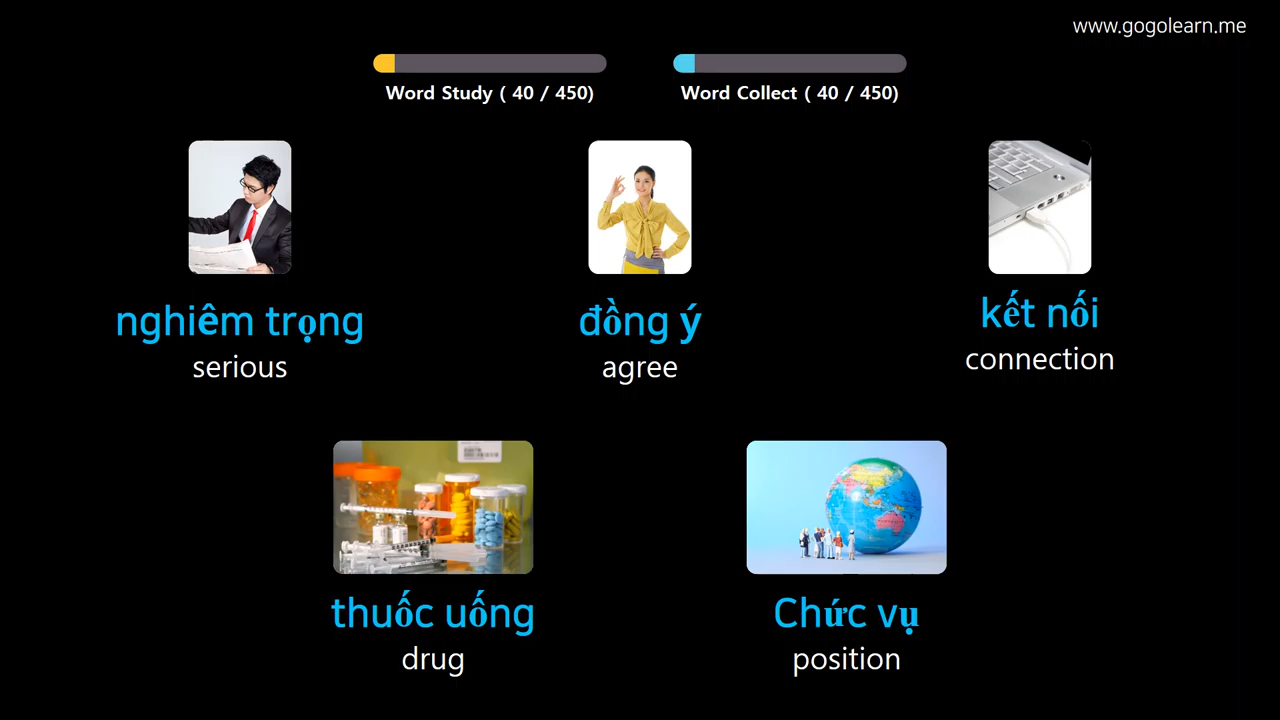 www.gogolearn.me
Word Study ( 40 / 450)
Word Collect ( 40 / 450)
nghiêm trọng
serious
đồng ý
agree
kết nối
connection
thuốc uống
drug
Chức vụ
position